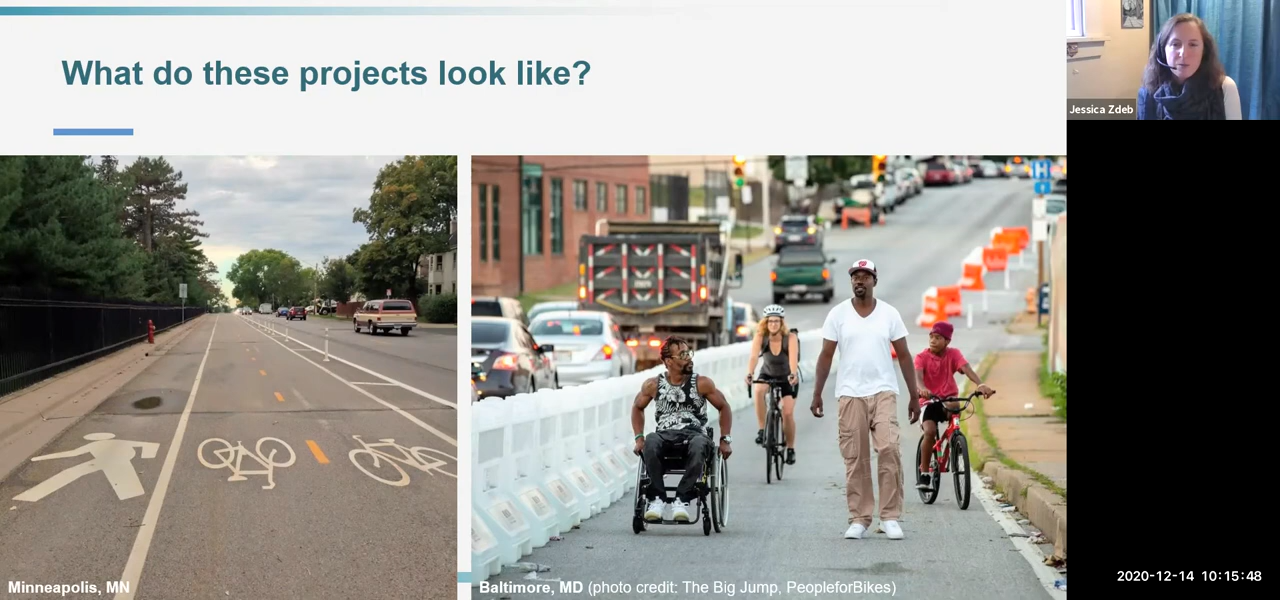 What do these projects look like?
Jessica Zdeb
H
Minneapolis, MN
Baltimore, MD (photo credit: The Big Jump, PeopleforBikes)
2020-12-14 10:15:48